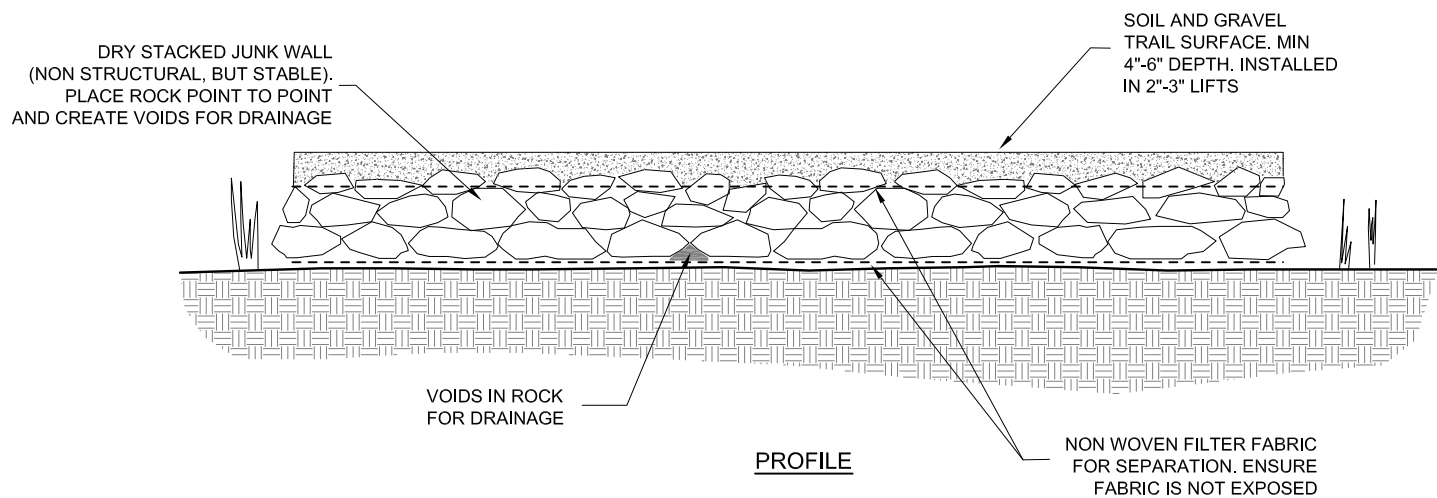 DRY STACKED JUNK WALL
(NON STRUCTURAL, BUT STABLE).
PLACE ROCK POINT TO POINT
AND CREATE VOIDS FOR DRAINAGE
SOIL AND GRAVEL
TRAIL SURFACE. MIN
4"-6" DEPTH. INSTALLED
IN 2"-3" LIFTS
VOIDS IN ROCK
FOR DRAINAGE
PROFILE
NON WOVEN FILTER FABRIC
FOR SEPARATION. ENSURE
FABRIC IS NOT EXPOSED